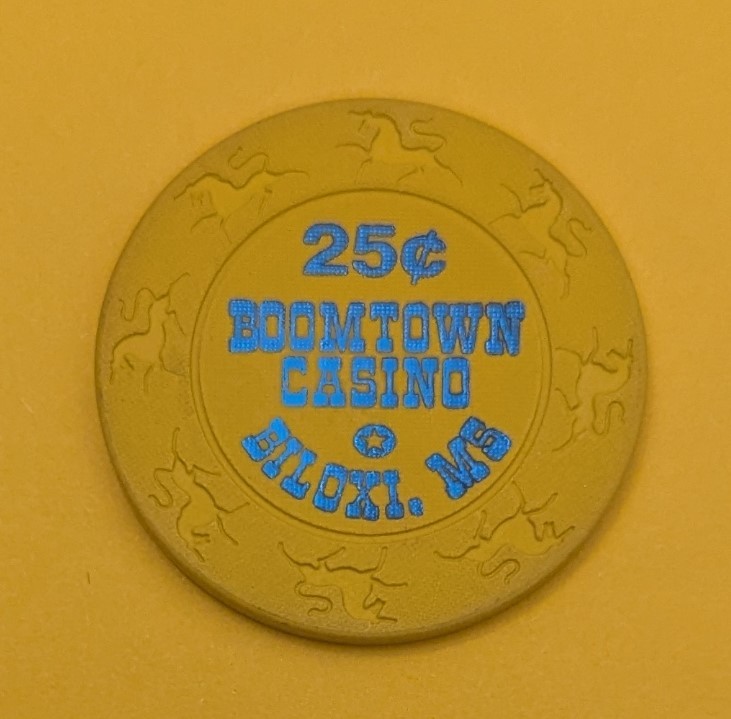 25¢
BOOMTOWN
CASINO
BILOXI, MS